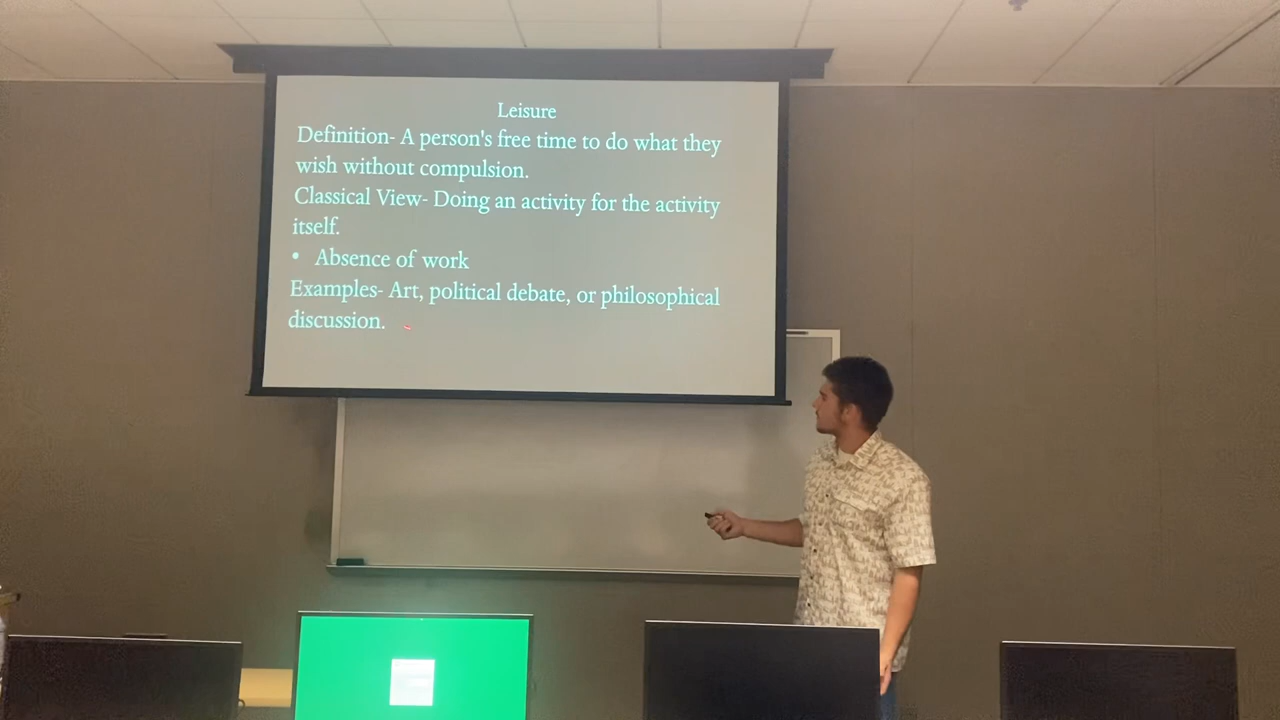 Leisure
Definition- A person's free time to do what they
wish without compulsion.
Classical View- Doing an activity for the activity
itself.
• Absence of work
Examples- Art, political debate, or philosophical
discussion.